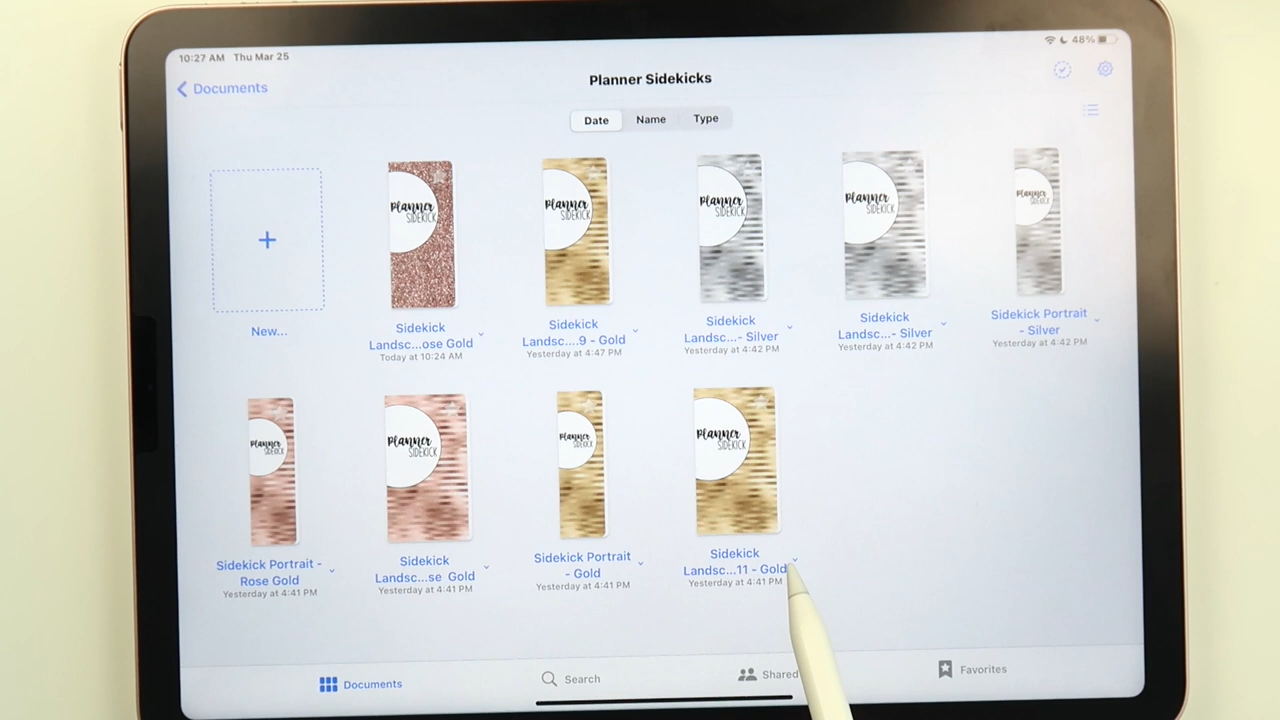 10:27 AM Thu Mar 25
48%
Documents
Planner Sidekicks
Date
Name
Type
New...
Planner
SIDEKICK
Sidekick
Landsc...ose Gold
Today at 10:24 AM
Planner
SIDEKICK
Sidekick
Landsc....9 - Gold
Yesterday at 4:47 PM
Planner
SIDEKICK
Sidekick
Landsc...- Silver
Yesterday at 4:42 PM
Planner
SIDEKICK
Sidekick
Landsc...- Silver
Yesterday at 4:42 PM
Planner
SIDEKICK
Sidekick Portrait
- Silver
Yesterday at 4:42 PM
Planner
SIDEKICK
Sidekick Portrait -
Rose Gold
Yesterday at 4:41 PM
Planner
SIDEKICK
Sidekick
Landsc...se Gold
Yesterday at 4:41 PM
Planner
SIDEKICK
Sidekick Portrait
- Gold
Yesterday at 4:41 PM
Planner
SIDEKICK
Sidekick
Landsc...11 - Gold
Yesterday at 4:41 PM
Documents
Search
Shared
Favorites